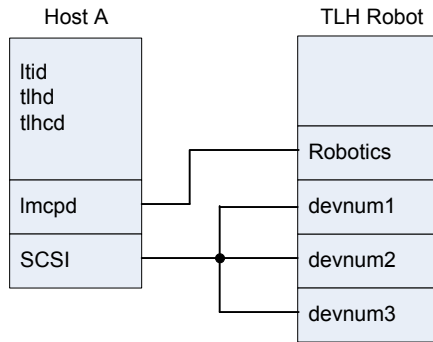 Host A
ltid
tlhd
tlhcd
lmcpd
SCSI
TLH Robot
Robotics
devnum1
devnum2
devnum3